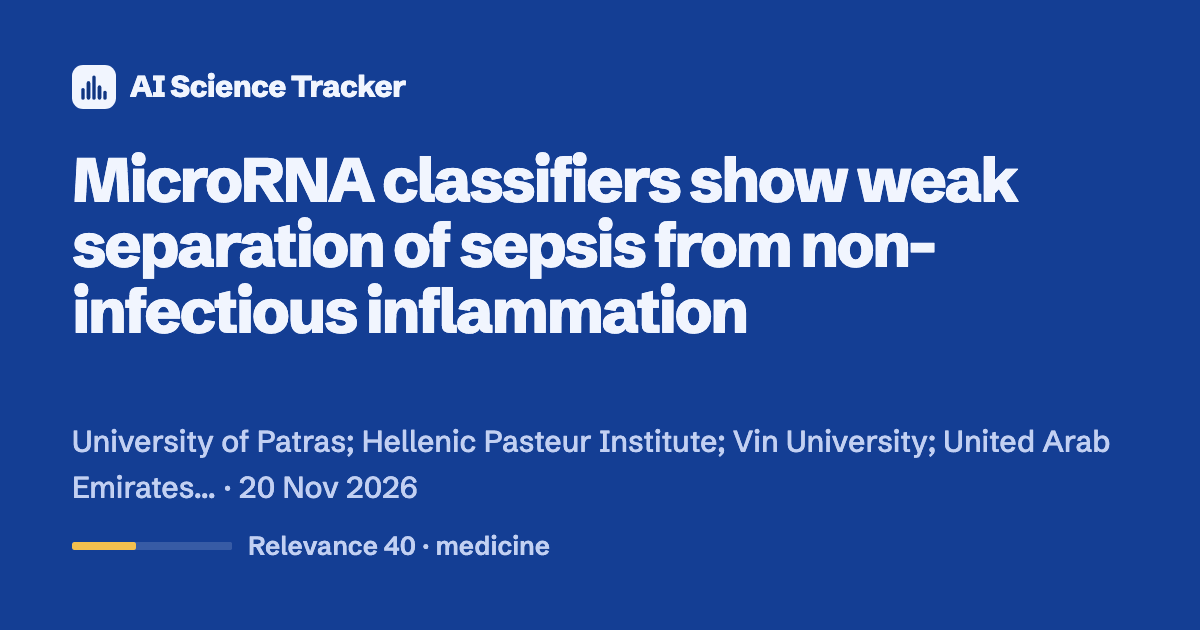 AI Science Tracker
MicroRNA classifiers show weak
separation of sepsis from non-
infectious inflammation
University of Patras; Hellenic Pasteur Institute; Vin University; United Arab
Emirates... · 20 Nov 2026
Relevance 40 · medicine